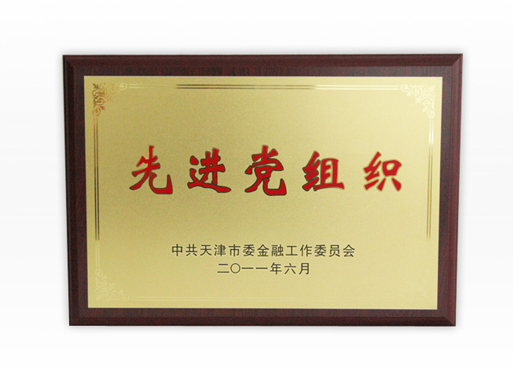 先进党组织
中共天津市委金融工作委员会
二〇一一年六月